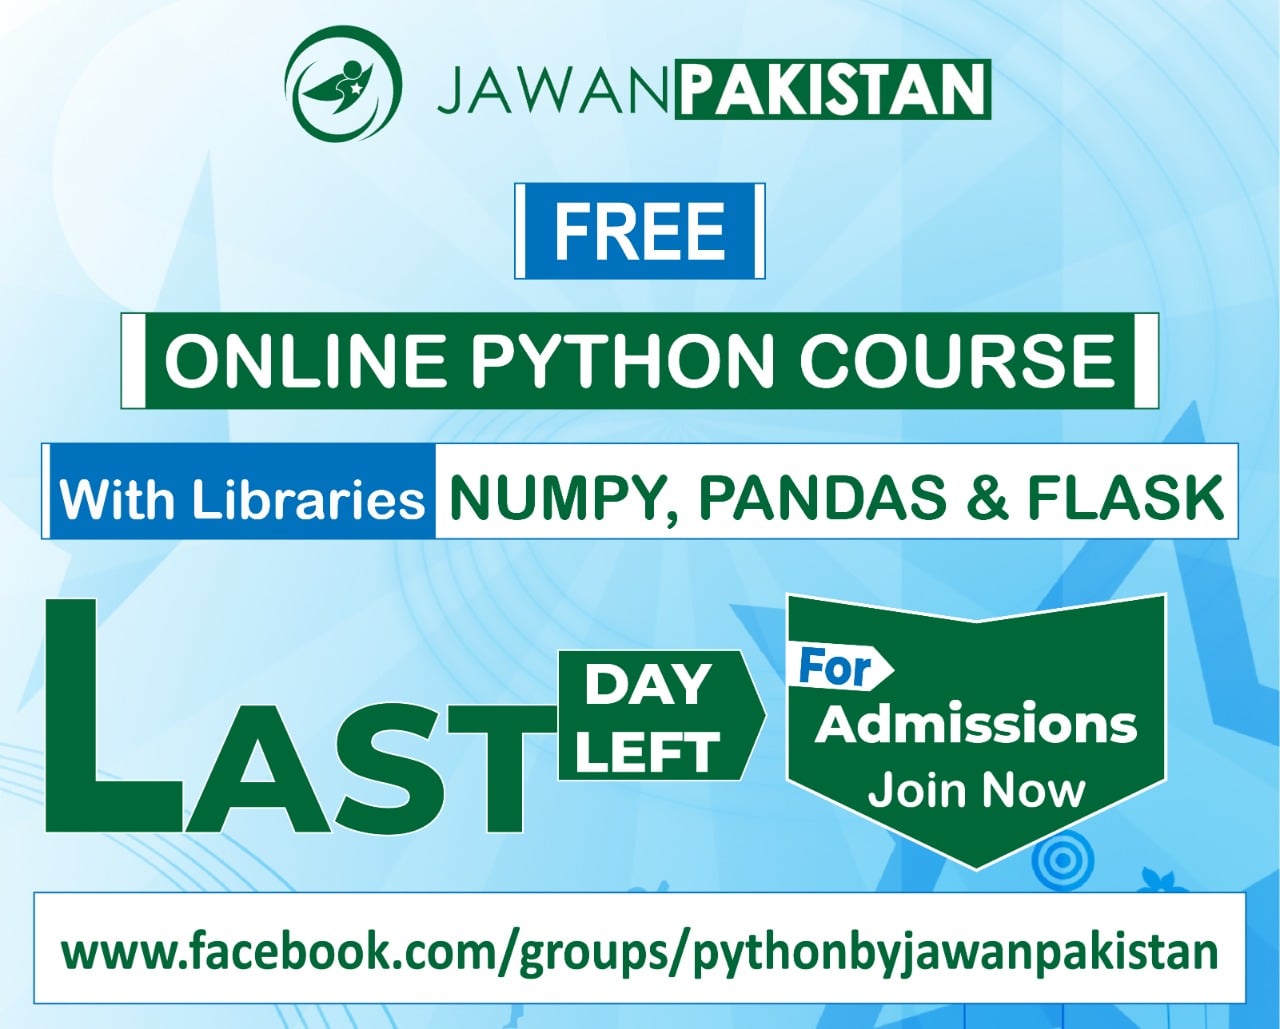 JAWANPAKISTAN
FREE
ONLINE PYTHON COURSE
With Libraries NUMPY, PANDAS & FLASK
LAST DAY LEFT
For
Admissions
Join Now
www.facebook.com/groups/pythonbyjawanpakistan